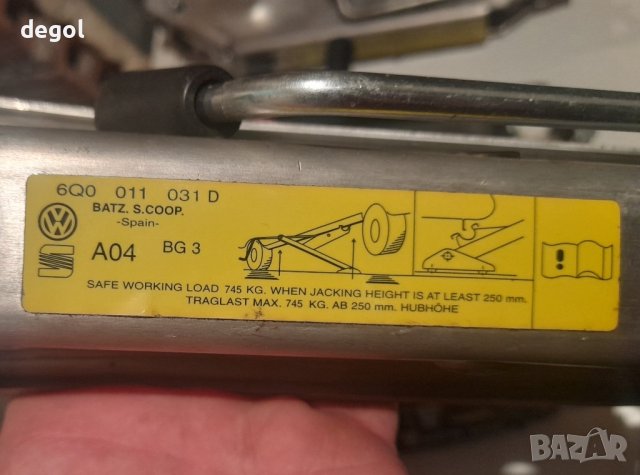 degol
6Q0 011 031 D
BATZ. S.COOP.
-Spain-
A04 BG 3
SAFE WORKING LOAD 745 KG. WHEN JACKING HEIGHT IS AT LEAST 250 mm.
TRAGLAST MAX. 745 KG. AB 250 mm. HUBHÖHE
BAZAR